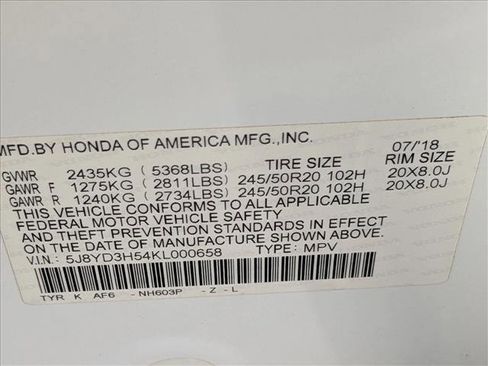 MFD.BY HONDA OF AMERICA MFG.,INC. 07/'18
GVWR 2435KG ( 5368LBS) TIRE SIZE RIM SIZE
GAWR F 1275KG ( 2811LBS) 245/50R20 102H 20X8.0J
GAWR R 1240KG ( 2734LBS) 245/50R20 102H 20X8.0J
THIS VEHICLE CONFORMS TO ALL APPLICABLE
FEDERAL MOTOR VEHICLE SAFETY
AND THEFT PREVENTION STANDARDS IN EFFECT
ON THE DATE OF MANUFACTURE SHOWN ABOVE.
V.I.N: 5J8YD3H54KL000658 TYPE: MPV
TYR K AF6 -NH603P -Z-L